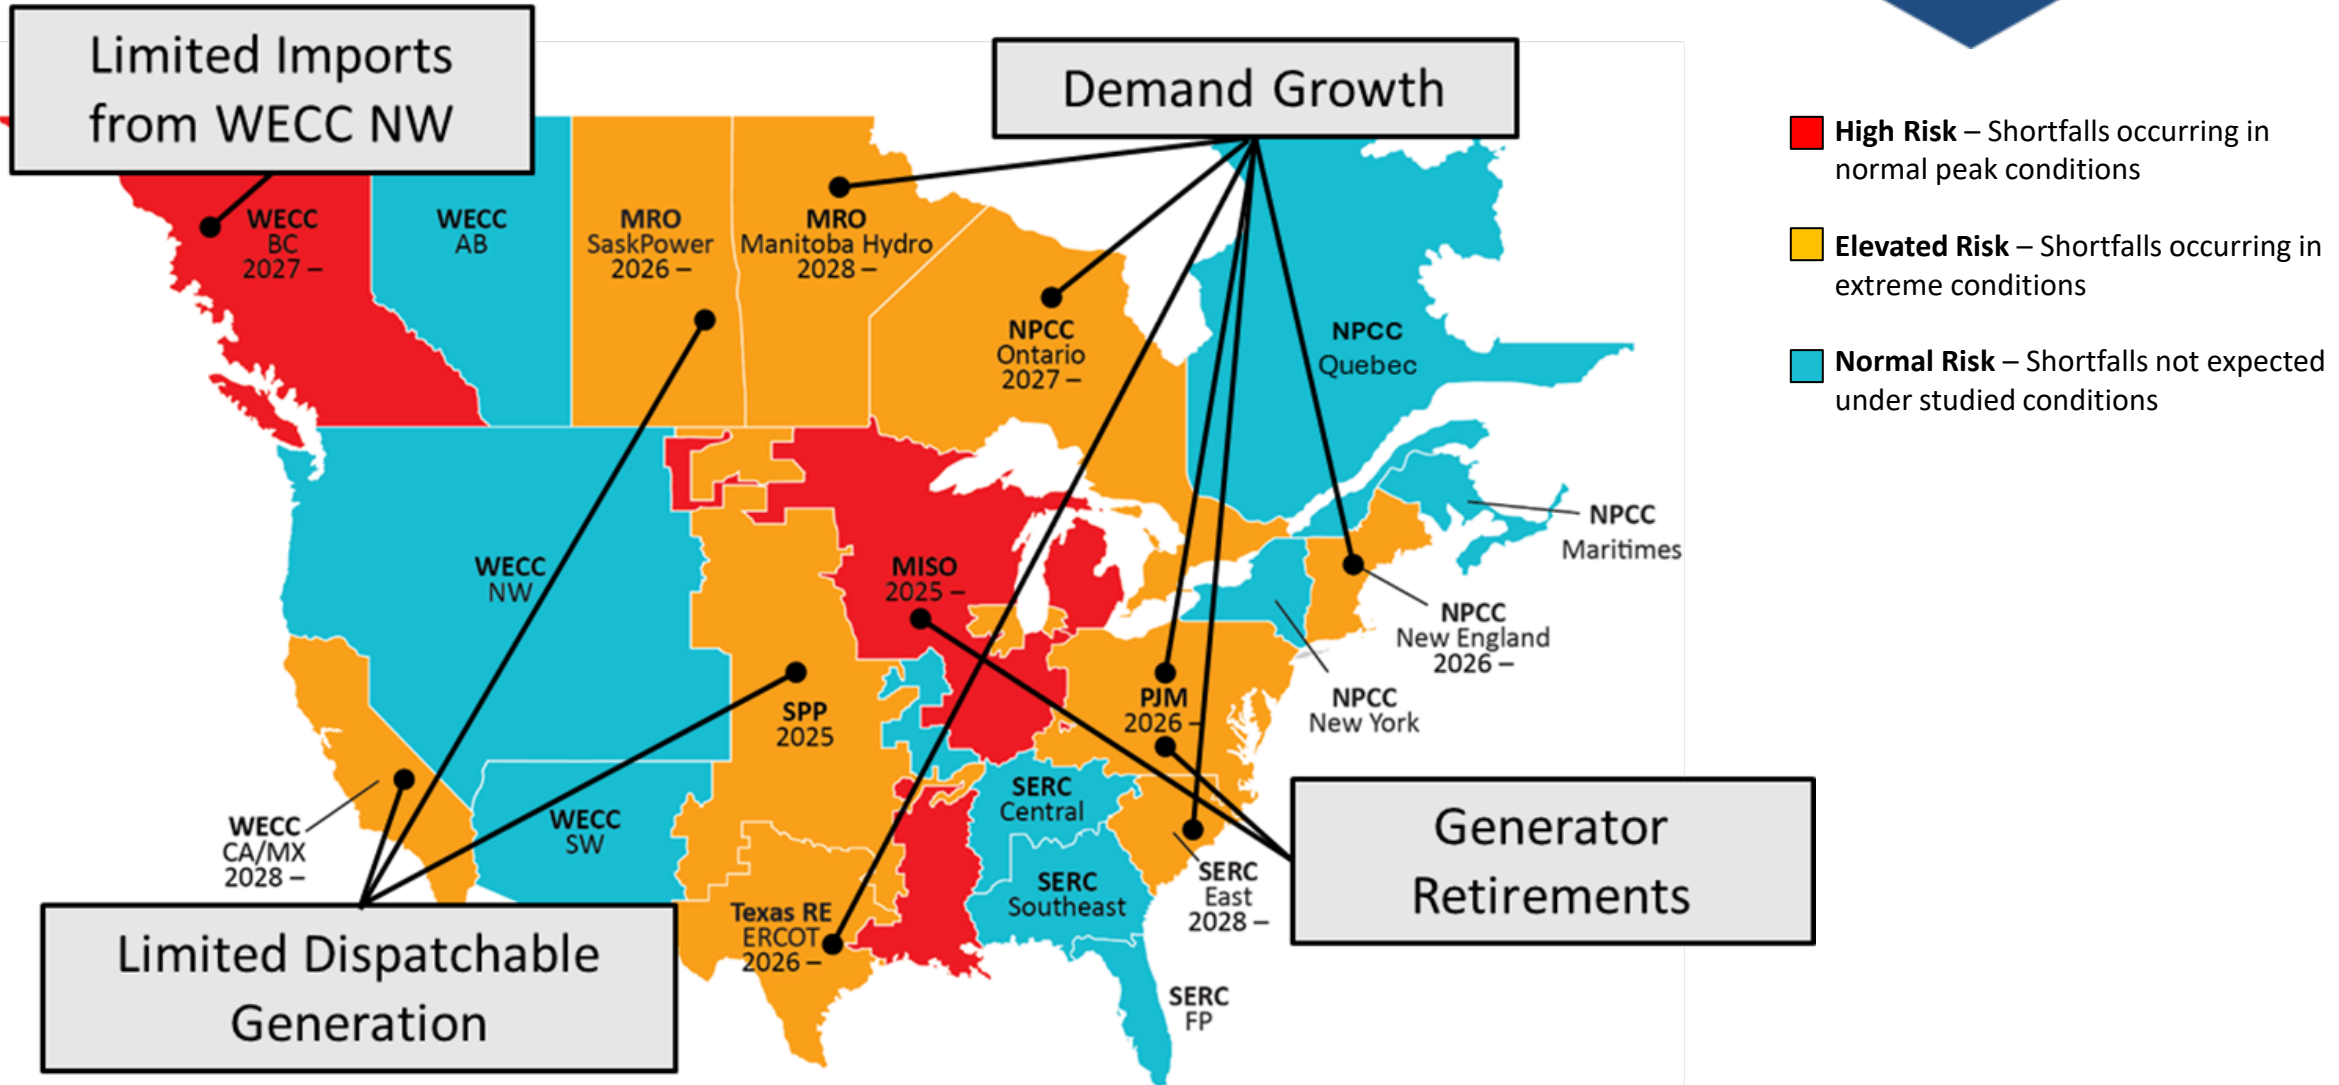 Limited Imports
from WECC NW
Demand Growth
High Risk – Shortfalls occurring in
normal peak conditions
Elevated Risk – Shortfalls occurring in
extreme conditions
Normal Risk – Shortfalls not expected
under studied conditions
WECC
BC
2027 –
WECC
AB
MRO
SaskPower
2026 –
MRO
Manitoba Hydro
2028 –
NPCC
Ontario
2027 –
NPCC
Quebec
NPCC
Maritimes
WECC
NW
MISO
2025 –
NPCC
New England
2026 –
NPCC
New York
SPP
2025
PJM
2026 –
WECC
CA/MX
2028 –
WECC
SW
SERC
Central
SERC
Southeast
SERC
East
2028 –
Texas RE
ERCOT
2026 –
SERC
FP
Generator
Retirements
Limited Dispatchable
Generation